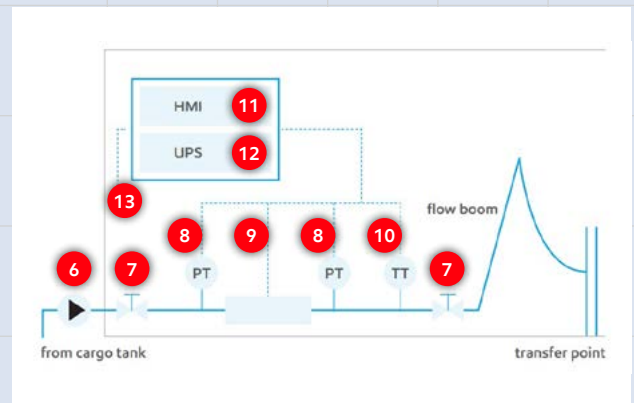 HMI 11
UPS 12
13
flow boom
8 9 8 10
6 7 PT PT TT 7
from cargo tank transfer point